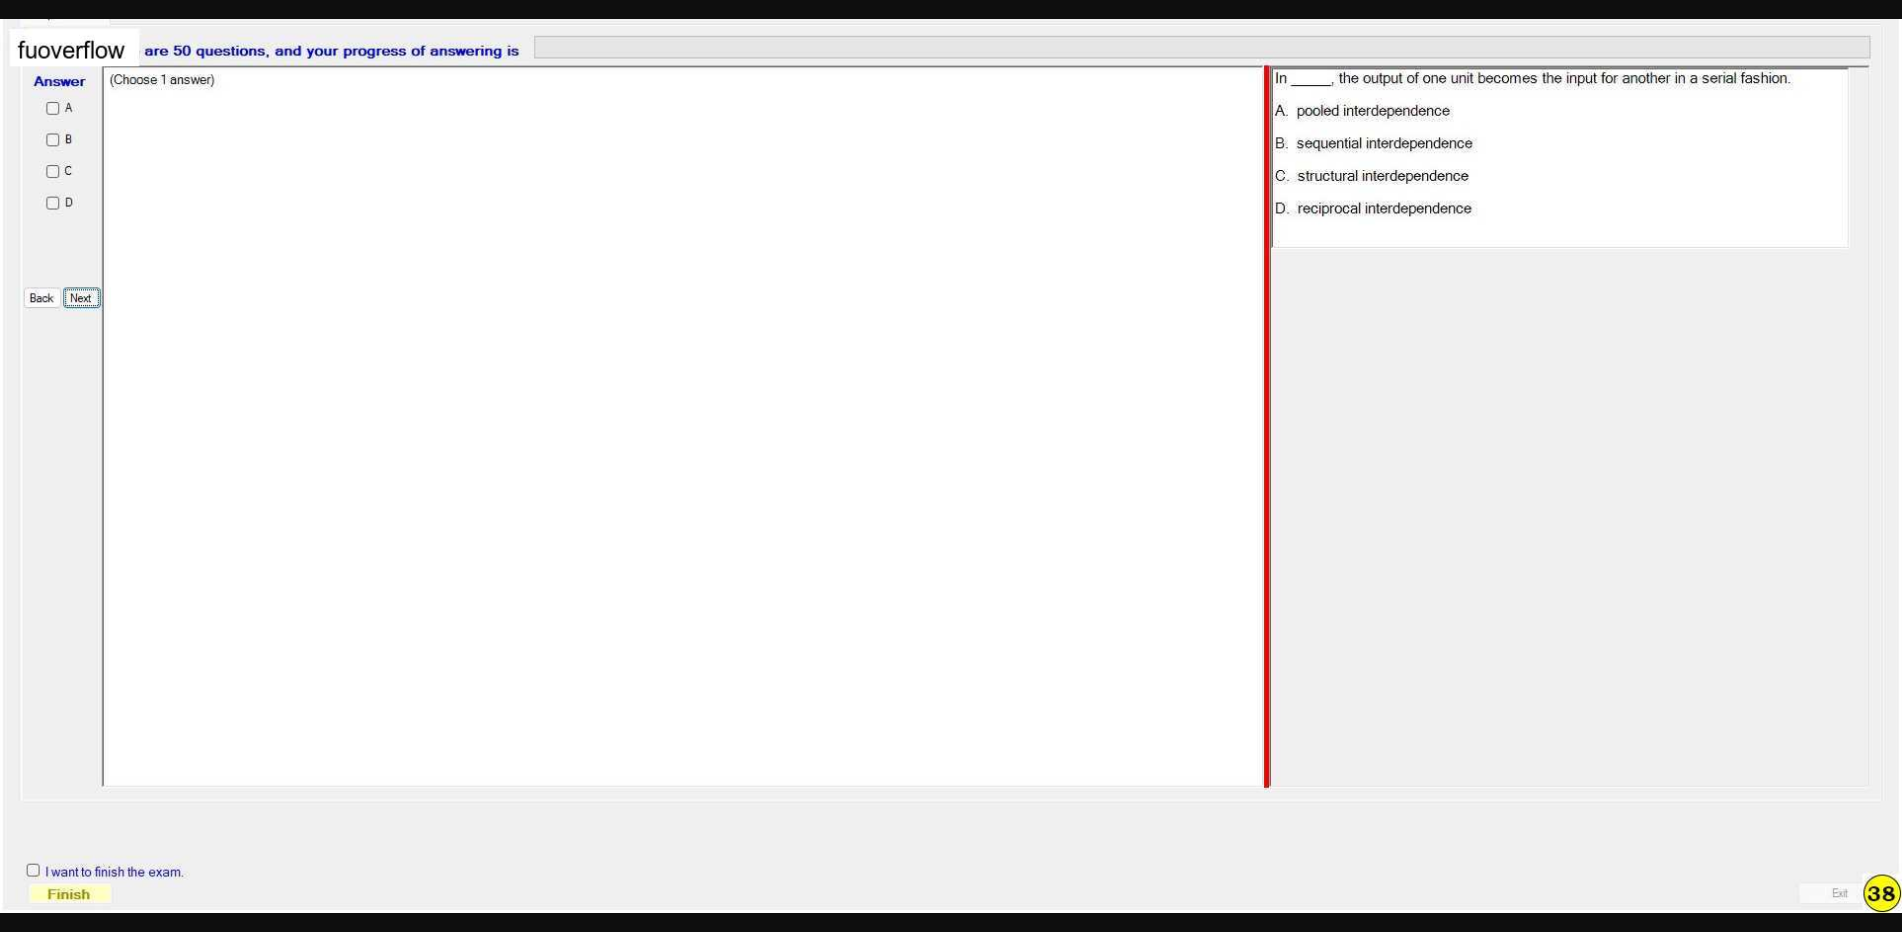 fuoverflow are 50 questions, and your progress of answering is
Answer
A
B
C
D
Back Next
(Choose 1 answer)
In _____, the output of one unit becomes the input for another in a serial fashion.
A. pooled interdependence
B. sequential interdependence
C. structural interdependence
D. reciprocal interdependence
I want to finish the exam.
Finish
Exit 38